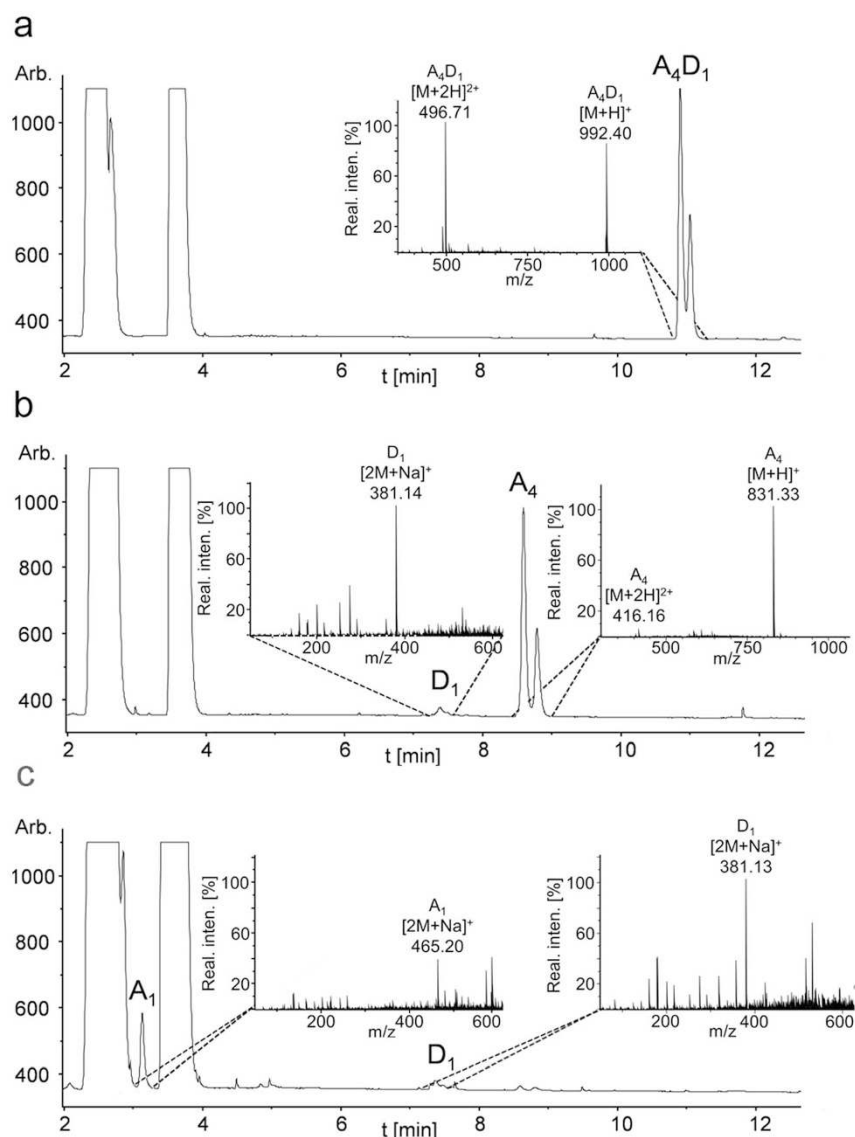 a
Arb.
1000
800
600
400
2 4 6 8 10 12
t [min]
A₄D₁
[M+2H]²⁺
496.71
A₄D₁
[M+H]⁺
992.40
Real. inten. [%]
100
60
20
500 750 1000
m/z
A₄D₁
b
Arb.
1000
800
600
400
2 4 6 8 10 12
t [min]
D₁
[2M+Na]⁺
381.14
Real. inten. [%]
100
80
60
40
20
200 400 600
m/z
D₁
A₄
A₄
[M+2H]²⁺
416.16
A₄
[M+H]⁺
831.33
Real. inten. [%]
100
60
20
500 750 1000
m/z
c
Arb.
1000
800
600
400
2 4 6 8 10 12
t [min]
A₁
A₁
[2M+Na]⁺
465.20
Real. inten. [%]
100
60
20
200 400 600
m/z
D₁
D₁
[2M+Na]⁺
381.13
Real. inten. [%]
100
60
20
200 400 600
m/z